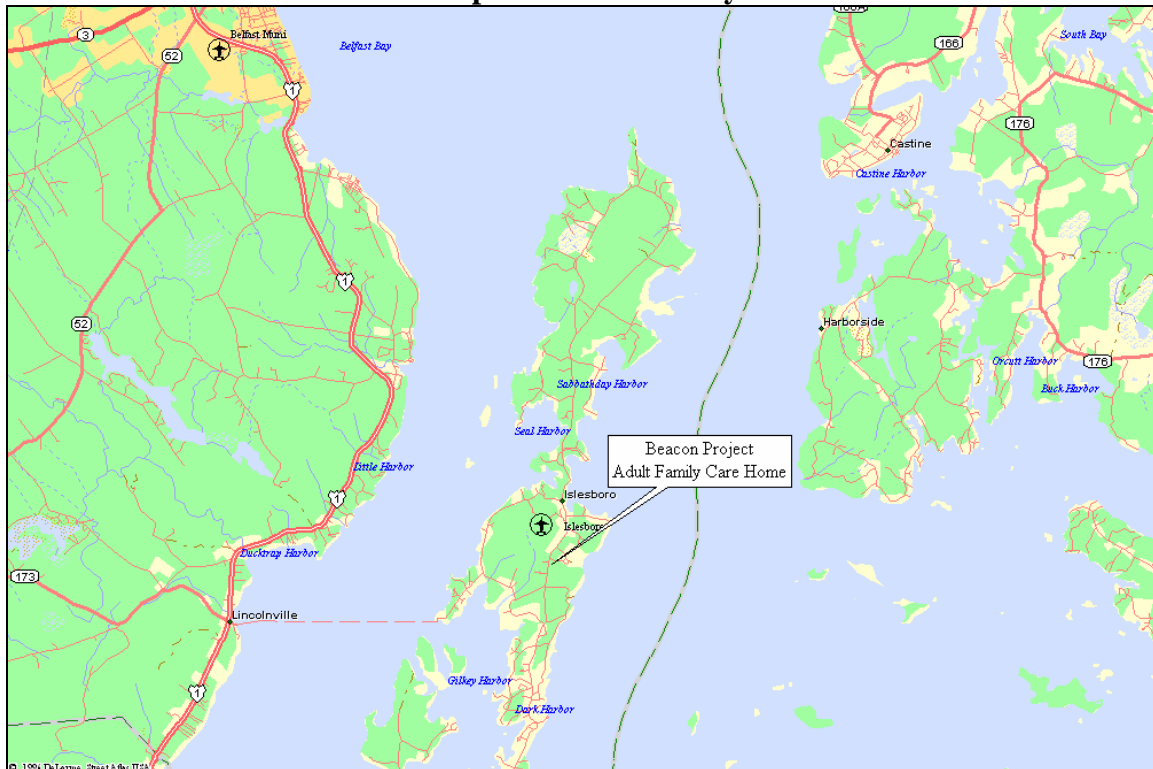 3
52
Belfast Muni
Belfast Bay
166
South Bay
1
176
Castine
Castine Harbor
1
52
Harborside
Orcutt Harbor
176
Buck Harbor
Sabbathday Harbor
Seal Harbor
Beacon Project
Adult Family Care Home
Little Harbor
1
Islesboro
Islesboro
Ducktrap Harbor
173
Lincolnville
Gilkey Harbor
1
Dark Harbor